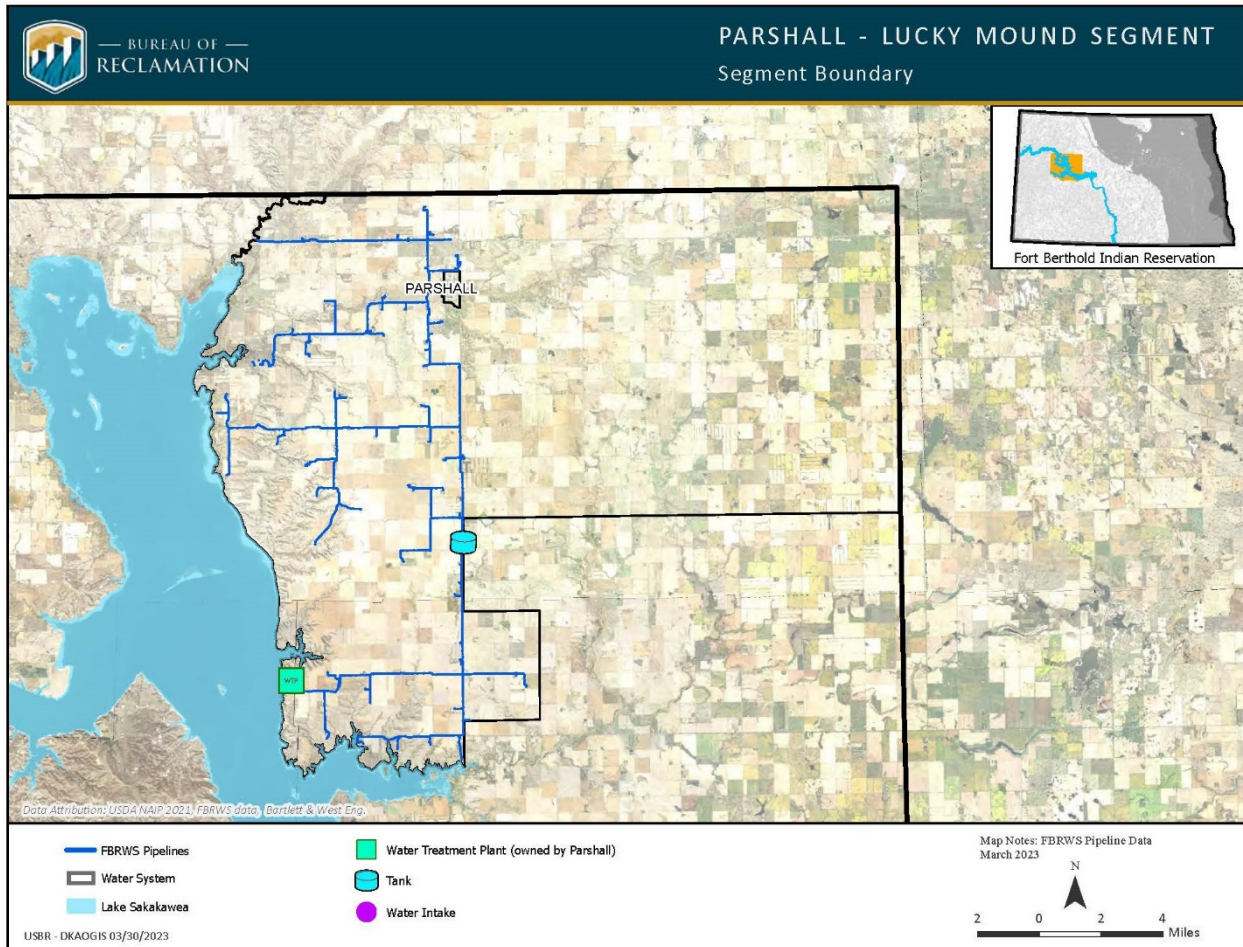 BUREAU OF
RECLAMATION
PARSHALL - LUCKY MOUND SEGMENT
Segment Boundary
Fort Berthold Indian Reservation
PARSHALL
WTP
Data Attribution: USDA NAIP 2021, FBRWS data, Bartlett & West Eng.
FBRWS Pipelines
Water System
Lake Sakakawea
Water Treatment Plant (owned by Parshall)
Tank
Water Intake
Map Notes: FBRWS Pipeline Data
March 2023
N
2 0 2 4
Miles
USBR - DKAOGIS 03/30/2023